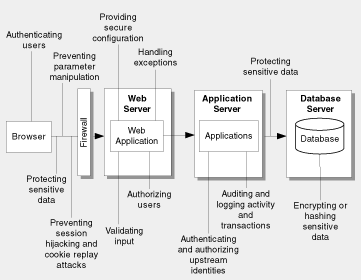 Providing
secure
configuration
Authenticating
users
Handling
exceptions
Preventing
parameter
manipulation
Protecting
sensitive data
Web
Server
Application
Server
Database
Server
Browser
Firewall
Web
Application
Applications
Database
Protecting
sensitive
data
Authorizing
users
Auditing and
logging activity
and
transactions
Encrypting or
hashing
sensitive
data
Preventing
session
hijacking and
cookie replay
attacks
Validating
input
Authenticating
and authorizing
upstream
identities